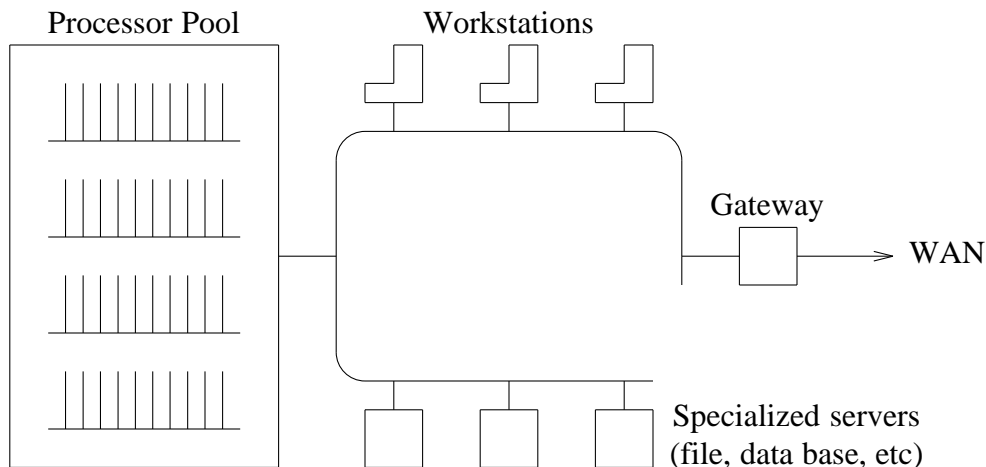 Processor Pool
Workstations
Gateway
WAN
Specialized servers
(file, data base, etc)